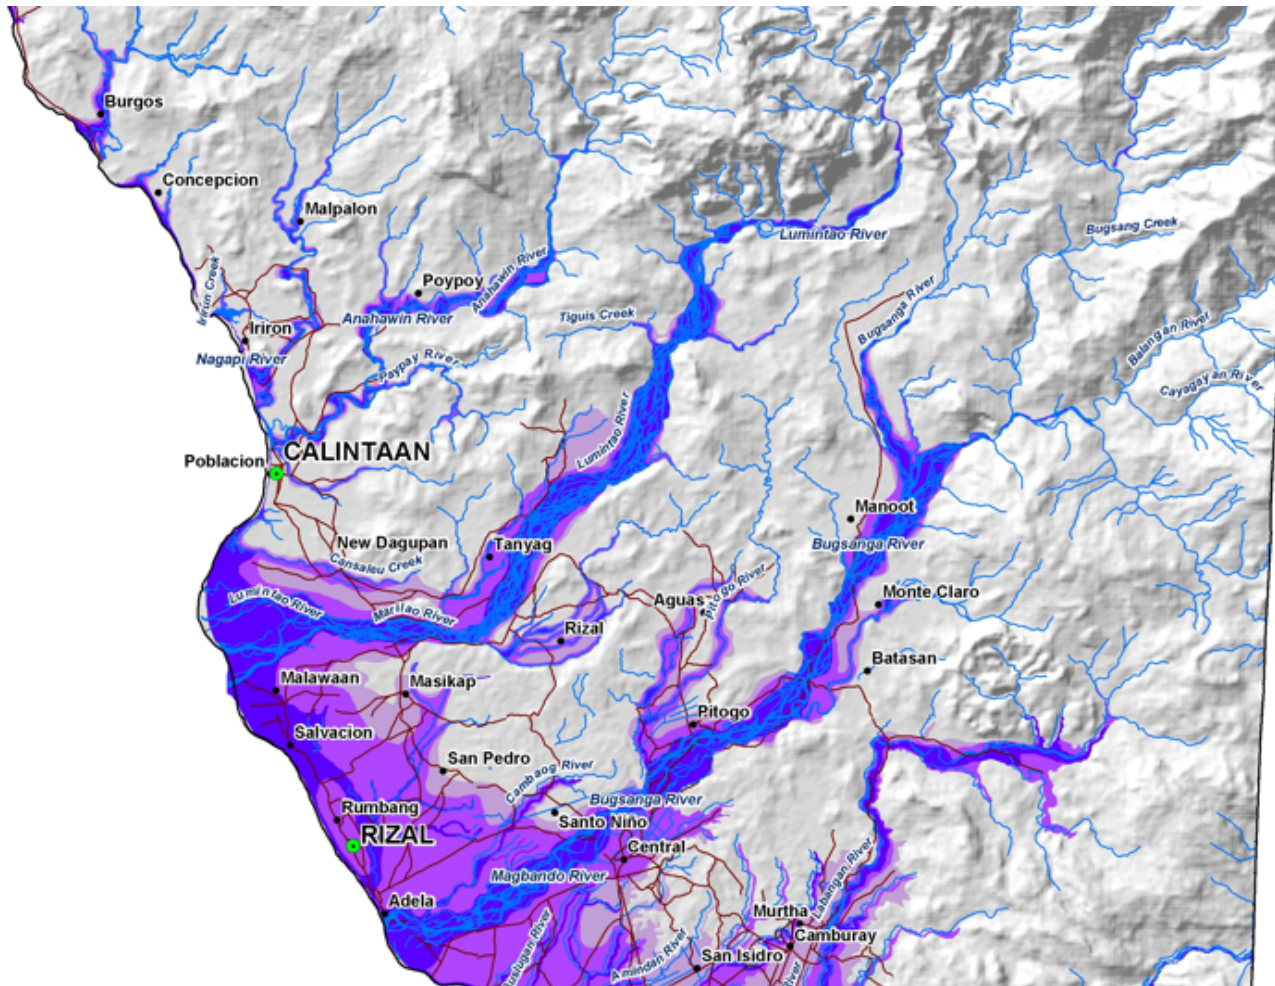 Burgos
Concepcion
Malpalon
Lumintao River
Bugsang Creek
Iriron Creek
Poypoy
Anahawin River
Anahawin River
Bugsanga River
Tiguis Creek
Iriron
Nagapi River
Paypay River
Balangan River
Cayagayan River
Lumintao River
CALINTAAN
Poblacion
Manoot
New Dagupan
Tanyag
Bugsanga River
Cansaleu Creek
Lumintao River
Marilao River
Aguas
Pitogo River
Monte Claro
Rizal
Batasan
Malawaan
Masikap
Pitogo
Salvacion
San Pedro
Cambaog River
Bugsanga River
Rumbang
Santo Niño
RIZAL
Central
Magbando River
Labangan River
Adela
Murtha
Camburay
San Isidro
Amindan River
River